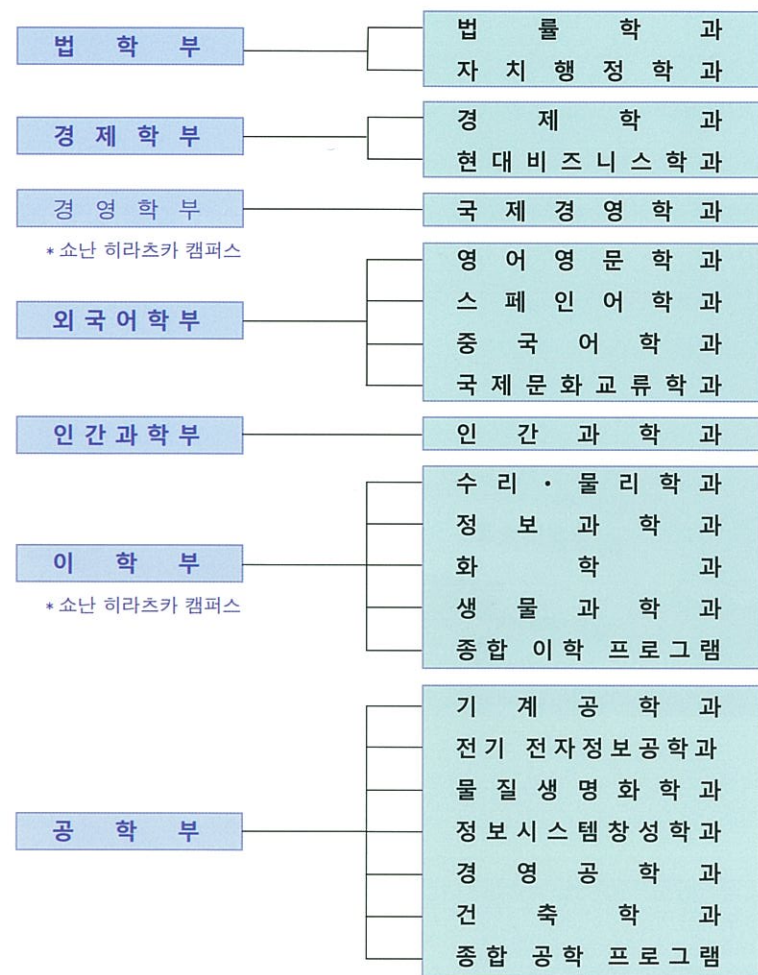 법학부
법률학과
자치행정학과
경제학부
경제학과
현대비즈니스학과
경영학부
국제경영학과
* 쇼난 히라츠카 캠퍼스
외국어학부
영어영문학과
스페인어학과
중국어학과
국제문화교류학과
인간과학부
인간과학과
이학부
* 쇼난 히라츠카 캠퍼스
수리・물리학과
정보과학과
화학과
생물과학과
종합 이학 프로그램
공학부
기계공학과
전기 전자정보공학과
물질생명화학과
정보시스템창성학과
경영공학과
건축학과
종합 공학 프로그램